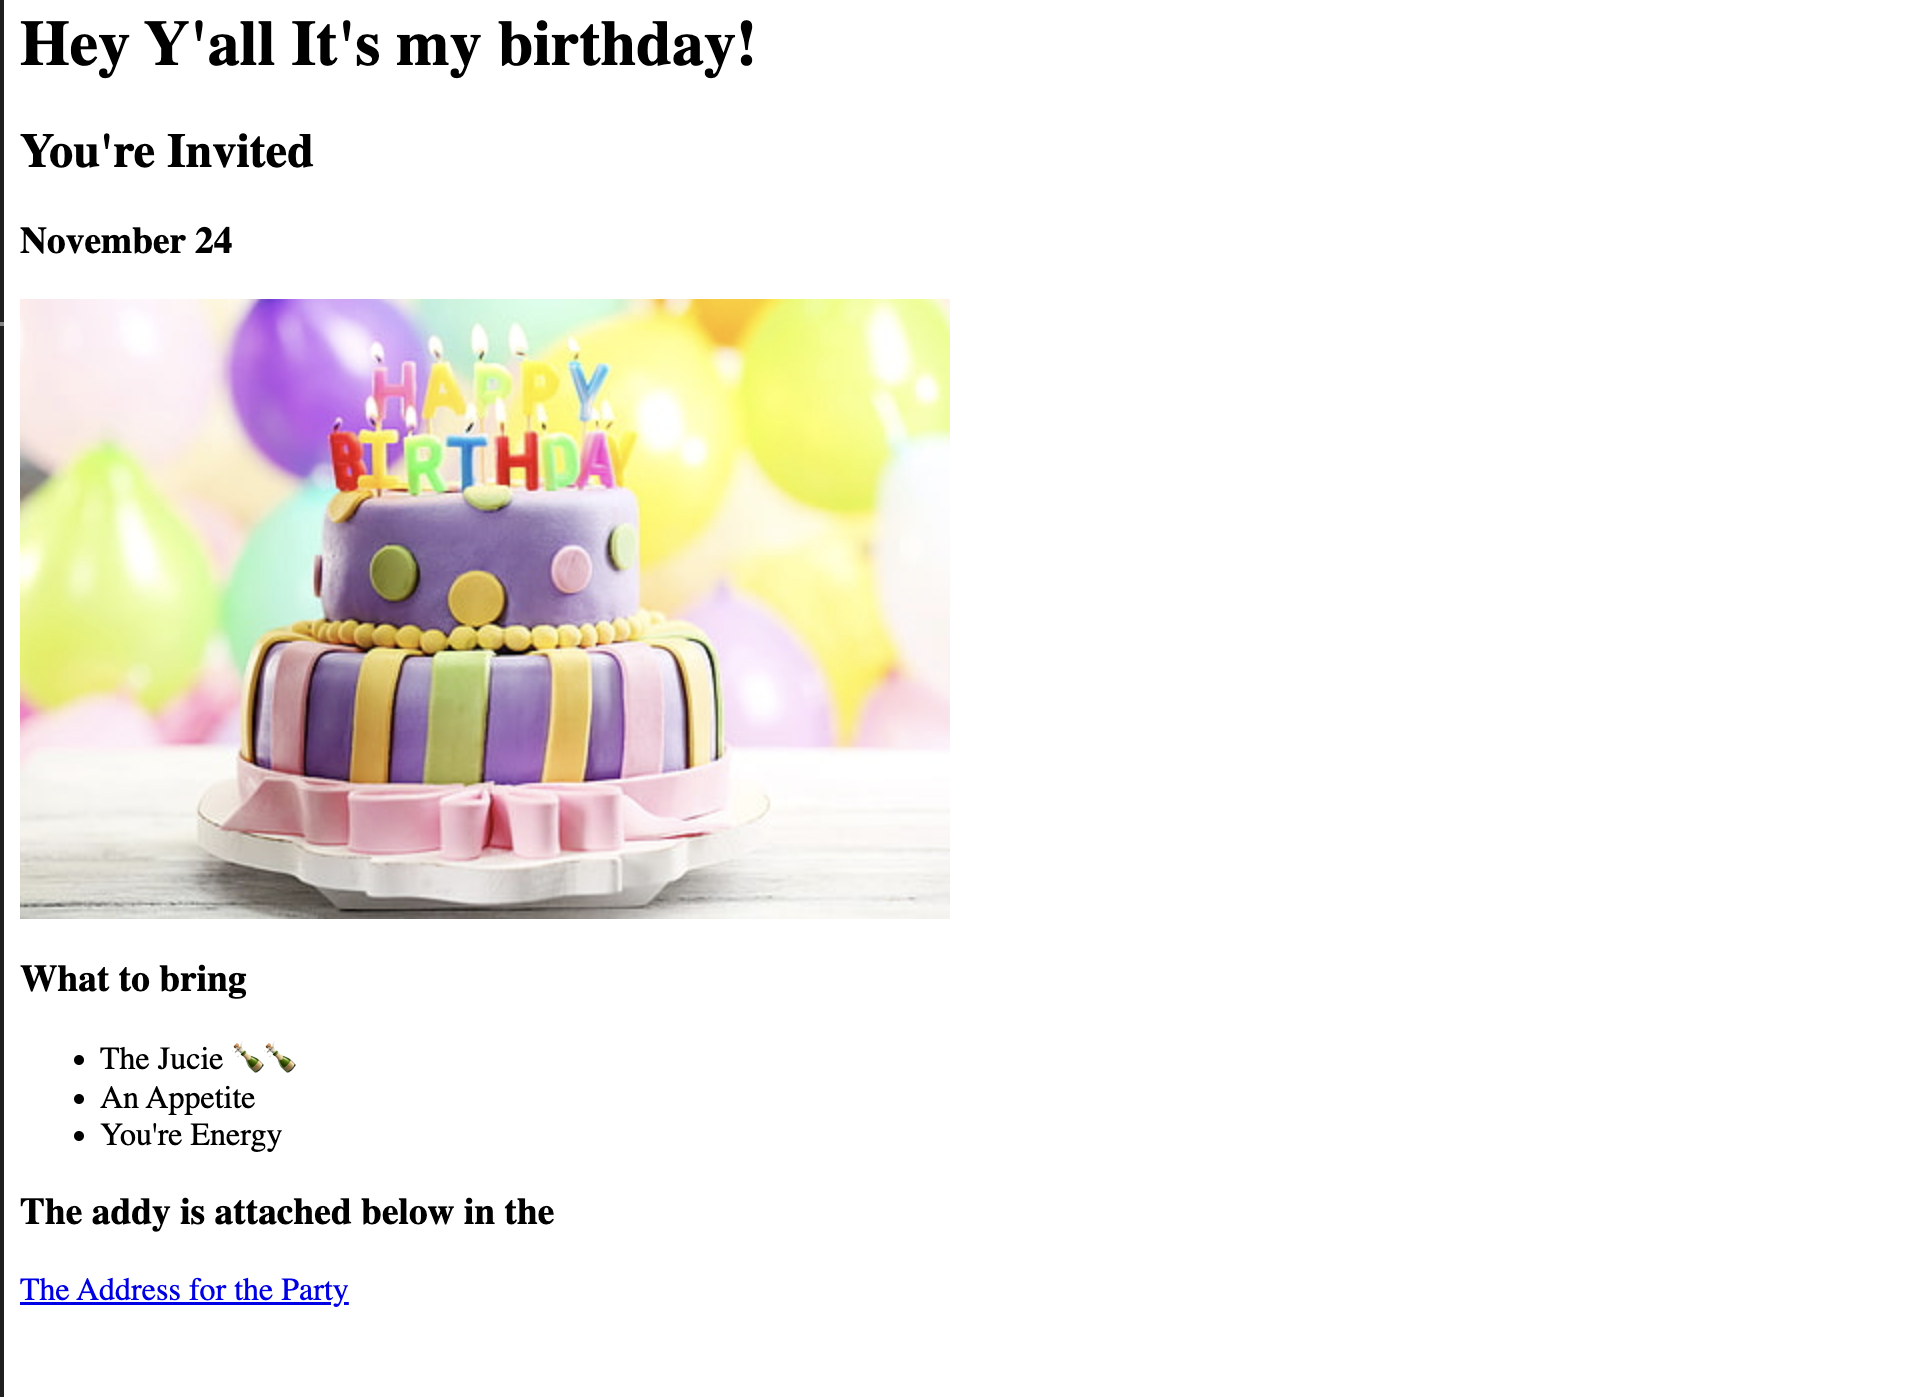 Hey Y'all It's my birthday!
You're Invited
November 24
HAPPY
BIRTHDAY
What to bring
The Jucie 🍾🍾
An Appetite
You're Energy
The addy is attached below in the
The Address for the Party